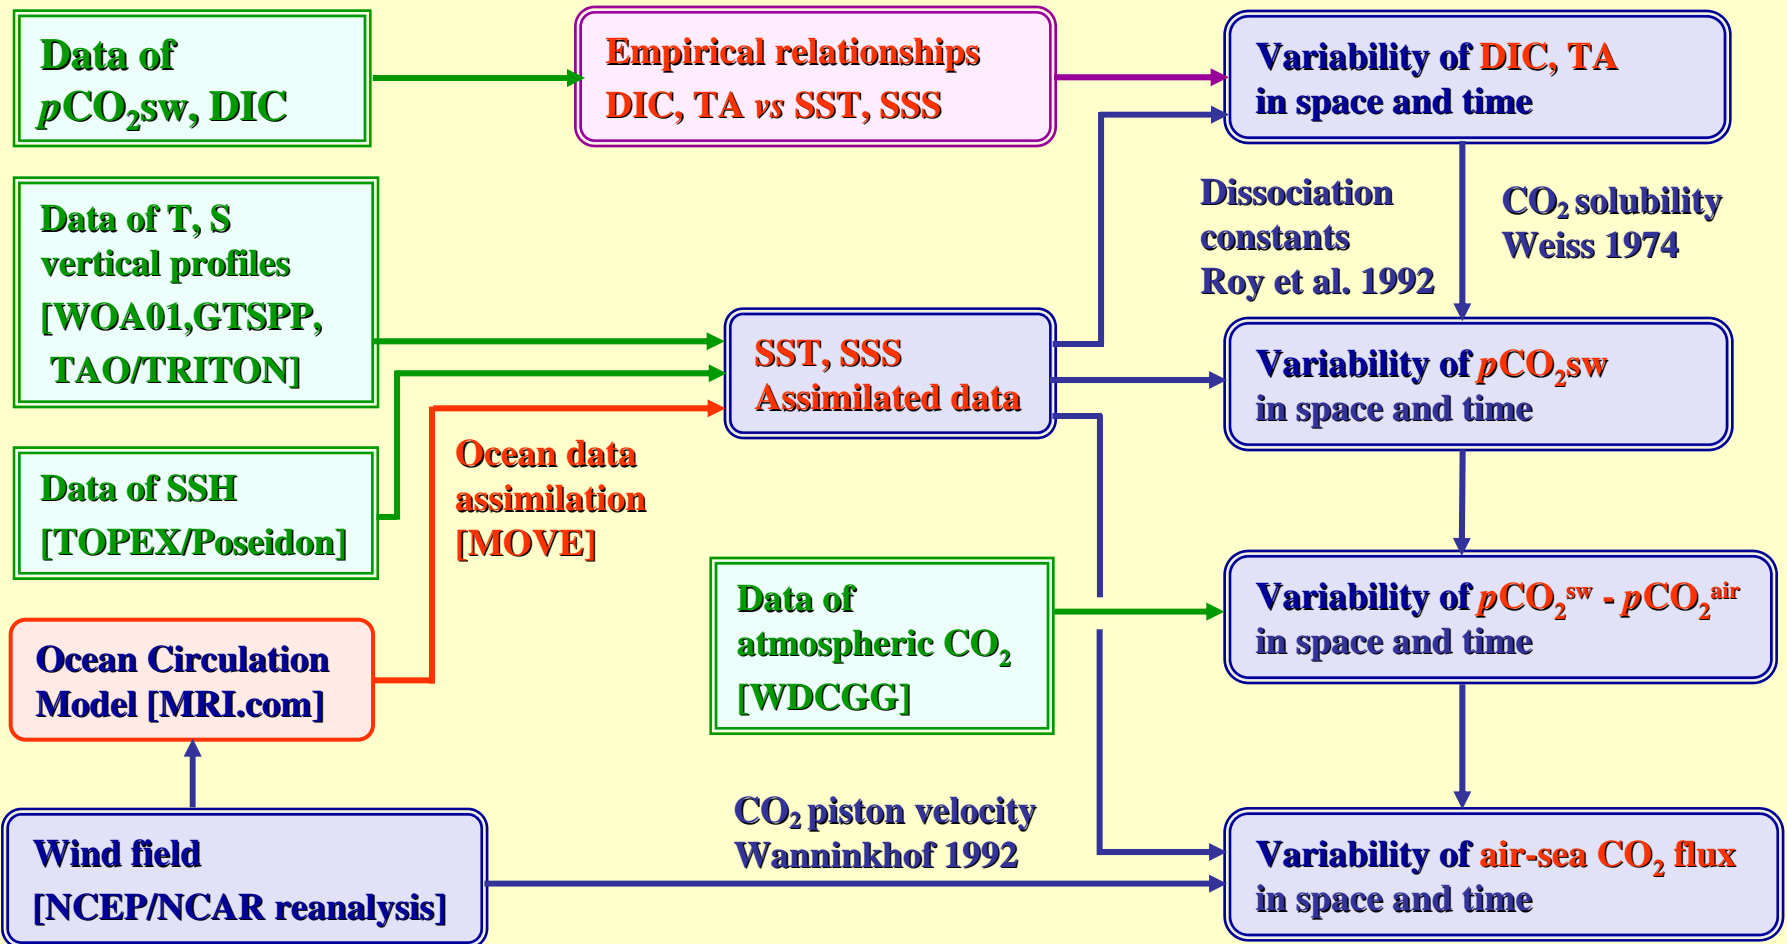 Data of
pCO₂sw, DIC
Empirical relationships
DIC, TA vs SST, SSS
Variability of DIC, TA
in space and time
Data of T, S
vertical profiles
[WOA01,GTSPP,
TAO/TRITON]
Dissociation
constants
Roy et al. 1992
CO₂ solubility
Weiss 1974
SST, SSS
Assimilated data
Variability of pCO₂sw
in space and time
Data of SSH
[TOPEX/Poseidon]
Ocean data
assimilation
[MOVE]
Data of
atmospheric CO₂
[WDCGG]
Variability of pCO₂ˢʷ - pCO₂ᵃⁱʳ
in space and time
Ocean Circulation
Model [MRI.com]
Wind field
[NCEP/NCAR reanalysis]
CO₂ piston velocity
Wanninkhof 1992
Variability of air-sea CO₂ flux
in space and time